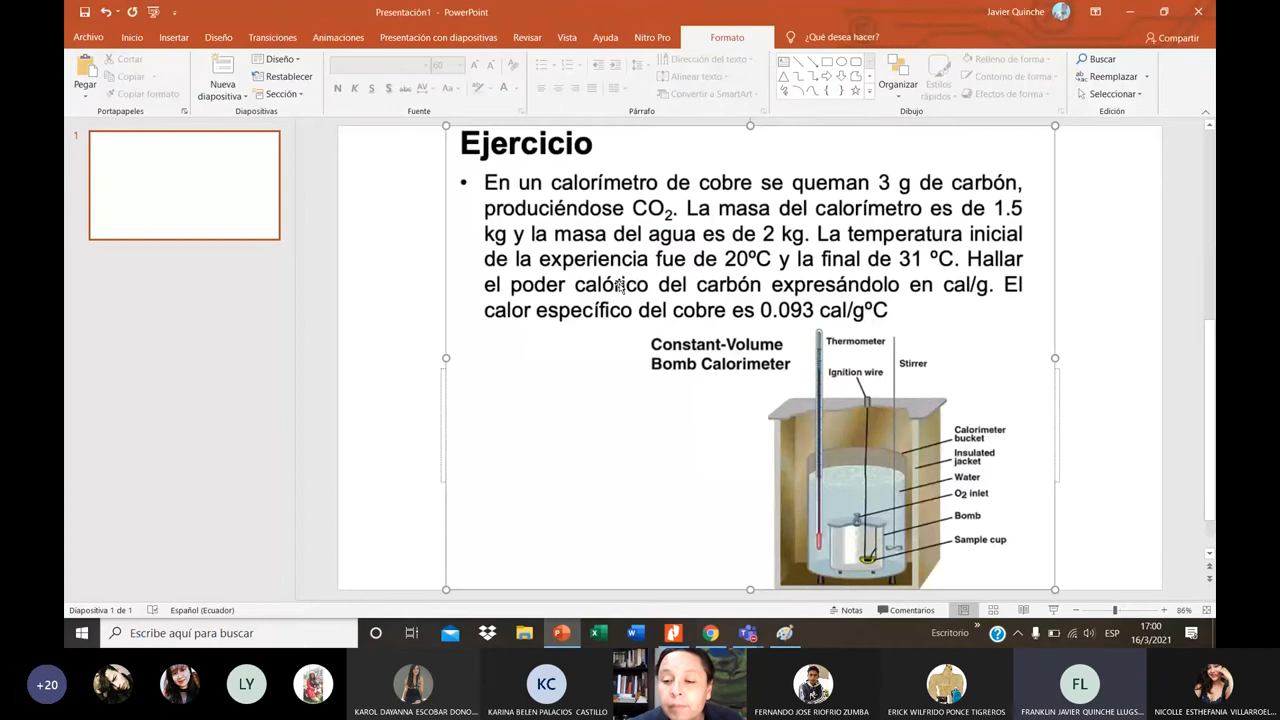 Presentación1 - PowerPoint
Javier Quinche
Archivo Inicio Insertar Diseño Transiciones Animaciones Presentación con diapositivas Revisar Vista Ayuda Nitro Pro Formato ¿Qué desea hacer? Compartir
Pegar
Cortar
Copiar
Copiar formato
Portapapeles
Nueva
diapositiva
Diseño
Restablecer
Sección
Diapositivas
60
N K S abc AV Aa A
Fuente
Dirección del texto
Alinear texto
Convertir a SmartArt
Párrafo
Organizar
Estilos
rápidos
Relleno de forma
Contorno de forma
Efectos de forma
Dibujo
Buscar
Reemplazar
Seleccionar
Edición
1
Ejercicio
• En un calorímetro de cobre se queman 3 g de carbón,
produciéndose CO2. La masa del calorímetro es de 1.5
kg y la masa del agua es de 2 kg. La temperatura inicial
de la experiencia fue de 20ºC y la final de 31 ºC. Hallar
el poder calórico del carbón expresándolo en cal/g. El
calor específico del cobre es 0.093 cal/gºC
Constant-Volume
Bomb Calorimeter
Thermometer
Ignition wire
Stirrer
Calorimeter
bucket
Insulated
jacket
Water
O2 inlet
Bomb
Sample cup
Diapositiva 1 de 1 Español (Ecuador) Notas Comentarios 86%
Escribe aquí para buscar
Escritorio
ESP
17:00
16/3/2021
+20
LY
KAROL DAYANNA ESCOBAR DONO...
KC
KARINA BELEN PALACIOS CASTILLO
FERNANDO JOSE RIOFRIO ZUMBA
ERICK WILFRIDO PONCE TIGREROS
FL
FRANKLIN JAVIER QUINCHE LLUGS...
NICOLLE ESTHEFANIA VILLARROEL...